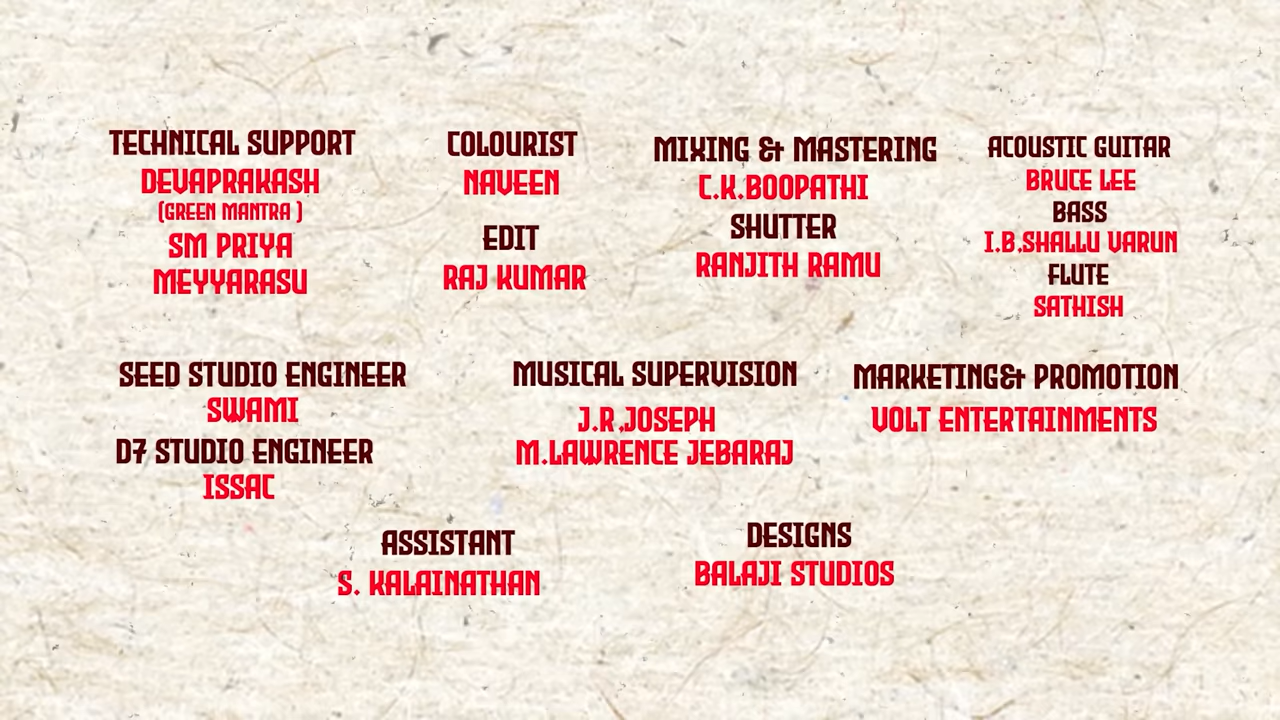 TECHNICAL SUPPORT
DEVAPRAKASH
(GREEN MANTRA )
SM PRIYA
MEYYARASU
COLOURIST
NAVEEN
EDIT
RAJ KUMAR
MIXING & MASTERING
C.K.BOOPATHI
SHUTTER
RANJITH RAMU
ACOUSTIC GUITAR
BRUCE LEE
BASS
I.B.SHALLU VARUN
FLUTE
SATHISH
SEED STUDIO ENGINEER
SWAMI
D7 STUDIO ENGINEER
ISSAC
MUSICAL SUPERVISION
J.R.JOSEPH
M.LAWRENCE JEBARAJ
MARKETING& PROMOTION
VOLT ENTERTAINMENTS
ASSISTANT
S. KALAINATHAN
DESIGNS
BALAJI STUDIOS